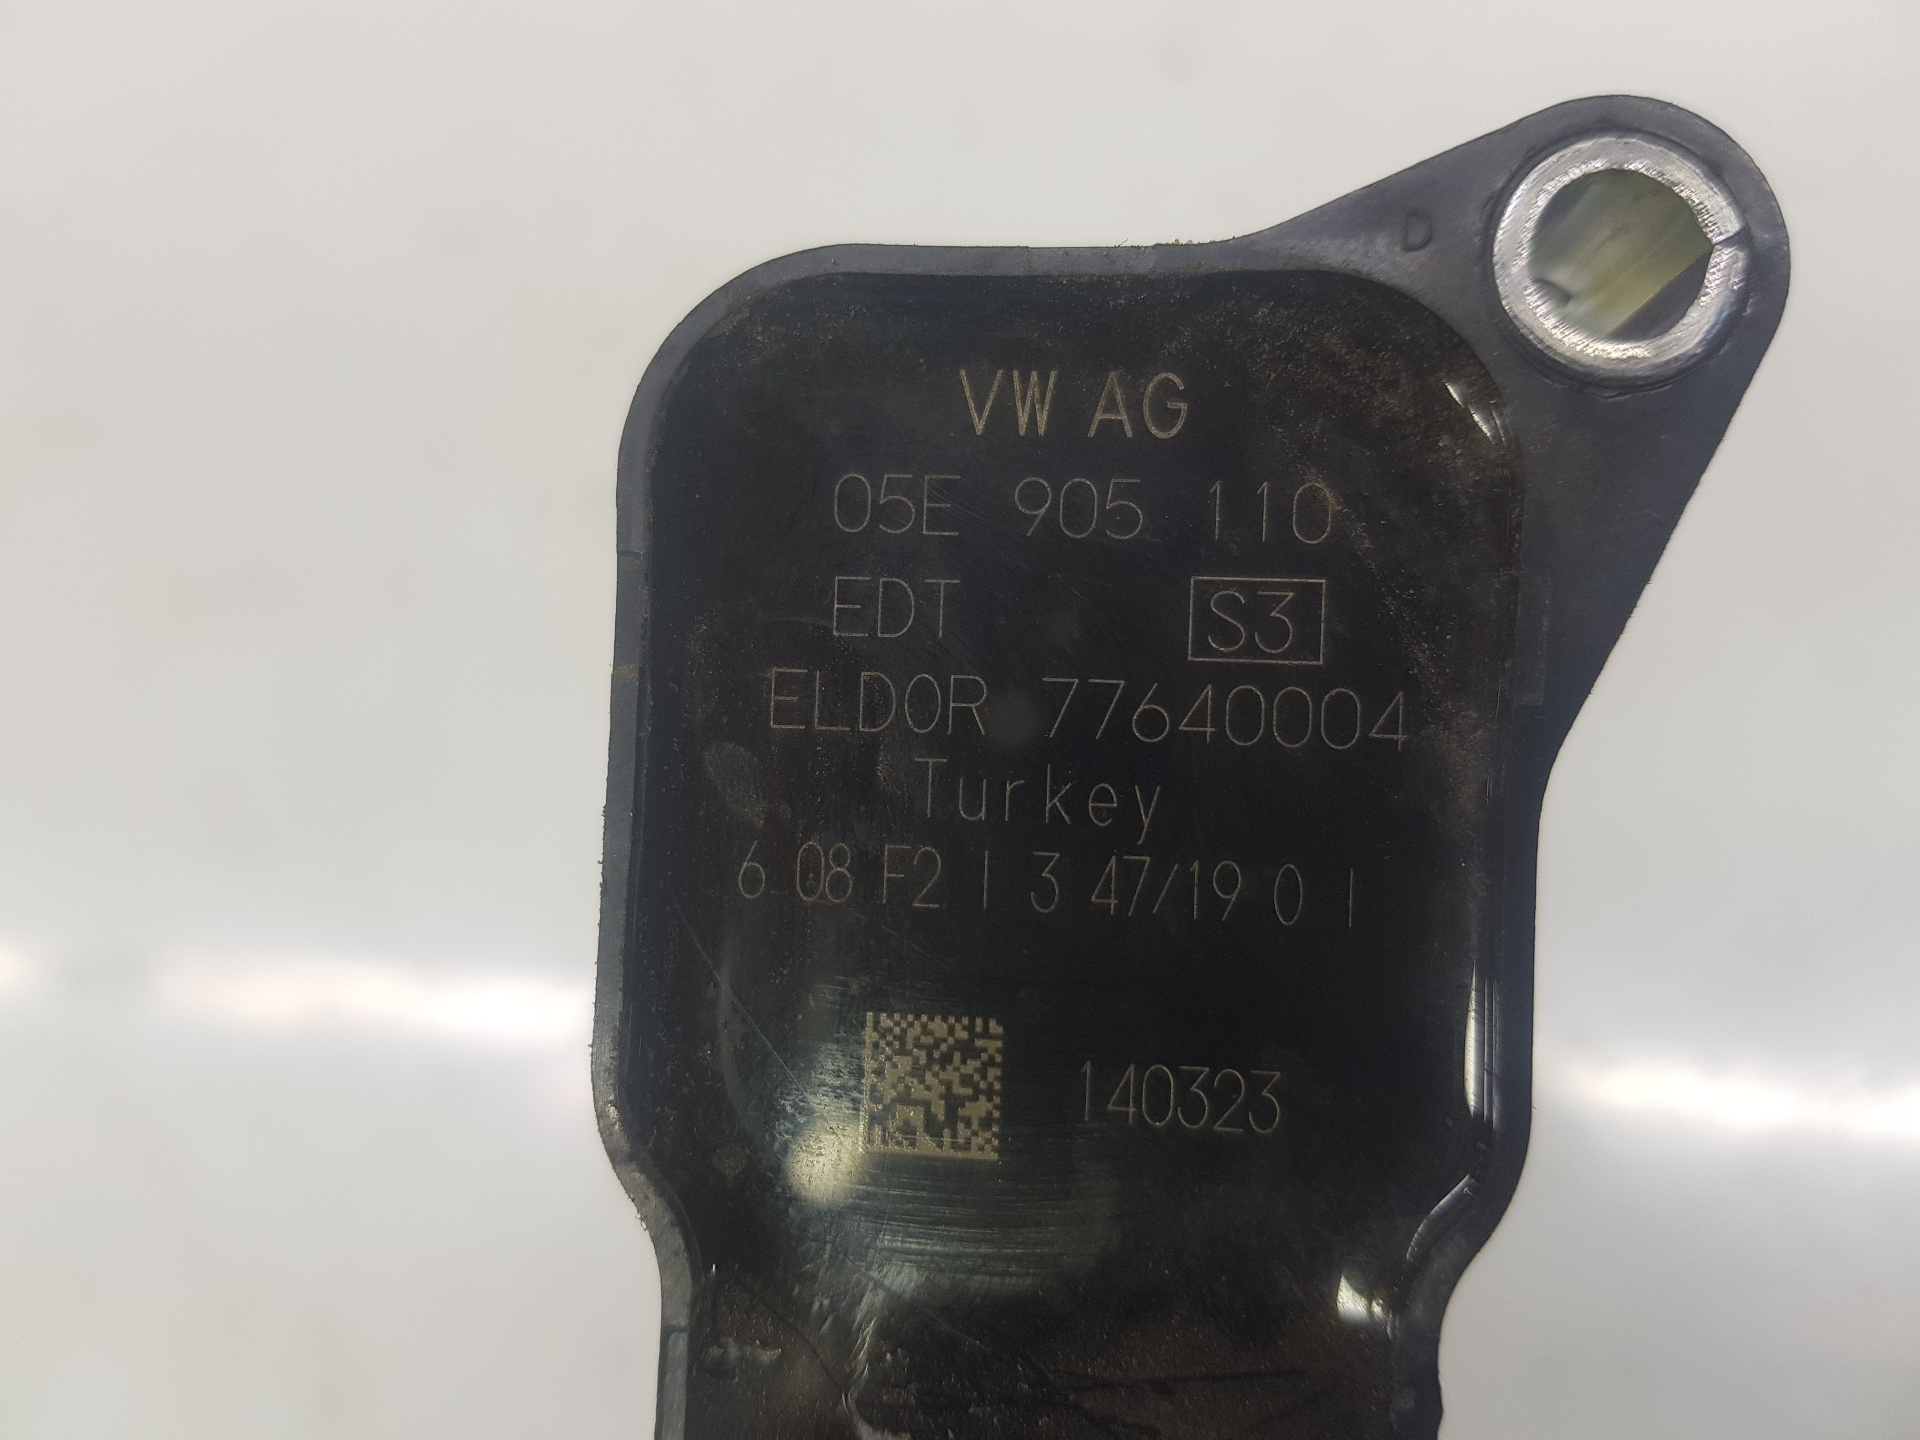 D
VW AG
05E 905 110
EDT S3
ELDOR 77640004
Turkey
6 08 F2 1 3 47/19 0 1
140323